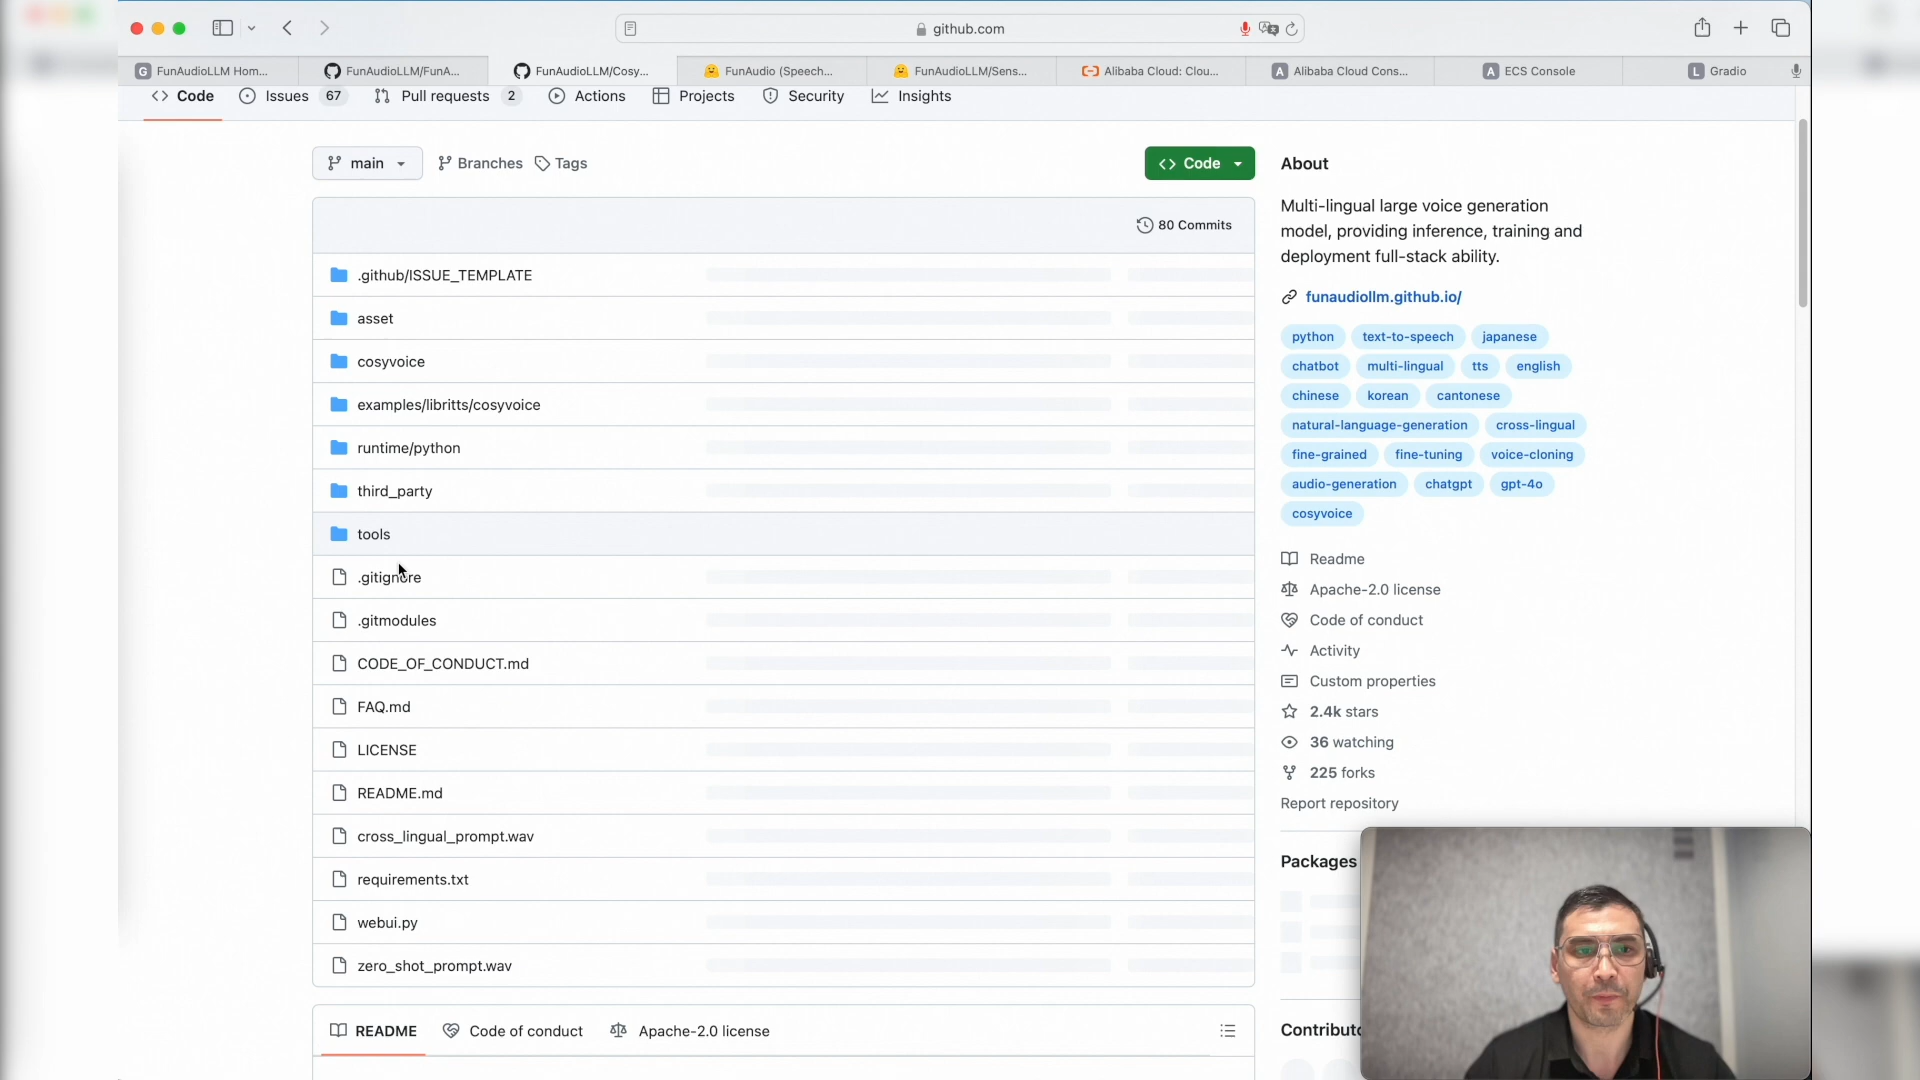 github.com
FunAudioLLM Hom...
FunAudioLLM/FunA...
FunAudioLLM/Cosy...
FunAudio (Speech...
FunAudioLLM/Sens...
Alibaba Cloud: Clou...
Alibaba Cloud Cons...
ECS Console
Gradio
Code
Issues 67
Pull requests 2
Actions
Projects
Security
Insights
main
Branches
Tags
Code
80 Commits
.github/ISSUE_TEMPLATE
asset
cosyvoice
examples/libritts/cosyvoice
runtime/python
third_party
tools
.gitignore
.gitmodules
CODE_OF_CONDUCT.md
FAQ.md
LICENSE
README.md
cross_lingual_prompt.wav
requirements.txt
webui.py
zero_shot_prompt.wav
README
Code of conduct
Apache-2.0 license
About
Multi-lingual large voice generation
model, providing inference, training and
deployment full-stack ability.
funaudiollm.github.io/
python text-to-speech japanese
chatbot multi-lingual tts english
chinese korean cantonese
natural-language-generation cross-lingual
fine-grained fine-tuning voice-cloning
audio-generation chatgpt gpt-4o
cosyvoice
Readme
Apache-2.0 license
Code of conduct
Activity
Custom properties
2.4k stars
36 watching
225 forks
Report repository
Packages
Contributo